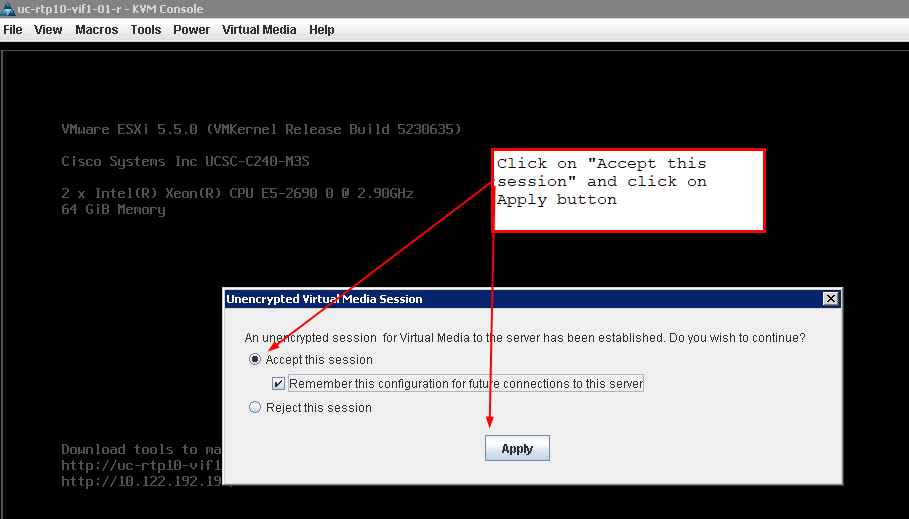 uc-rtp10-vif1-01-r - KVM Console
File View Macros Tools Power Virtual Media Help
VMware ESXi 5.5.0 (VMKernel Release Build 5230635)
Cisco Systems Inc UCSC-C240-M3S
2 x Intel(R) Xeon(R) CPU E5-2690 0 @ 2.90GHz
64 GiB Memory
Click on "Accept this
session" and click on
Apply button
Unencrypted Virtual Media Session
An unencrypted session for Virtual Media to the server has been established. Do you wish to continue?
Accept this session
Remember this configuration for future connections to this server
Reject this session
Apply
Download tools to ma
http://uc-rtp10-vif1
http://10.122.192.19